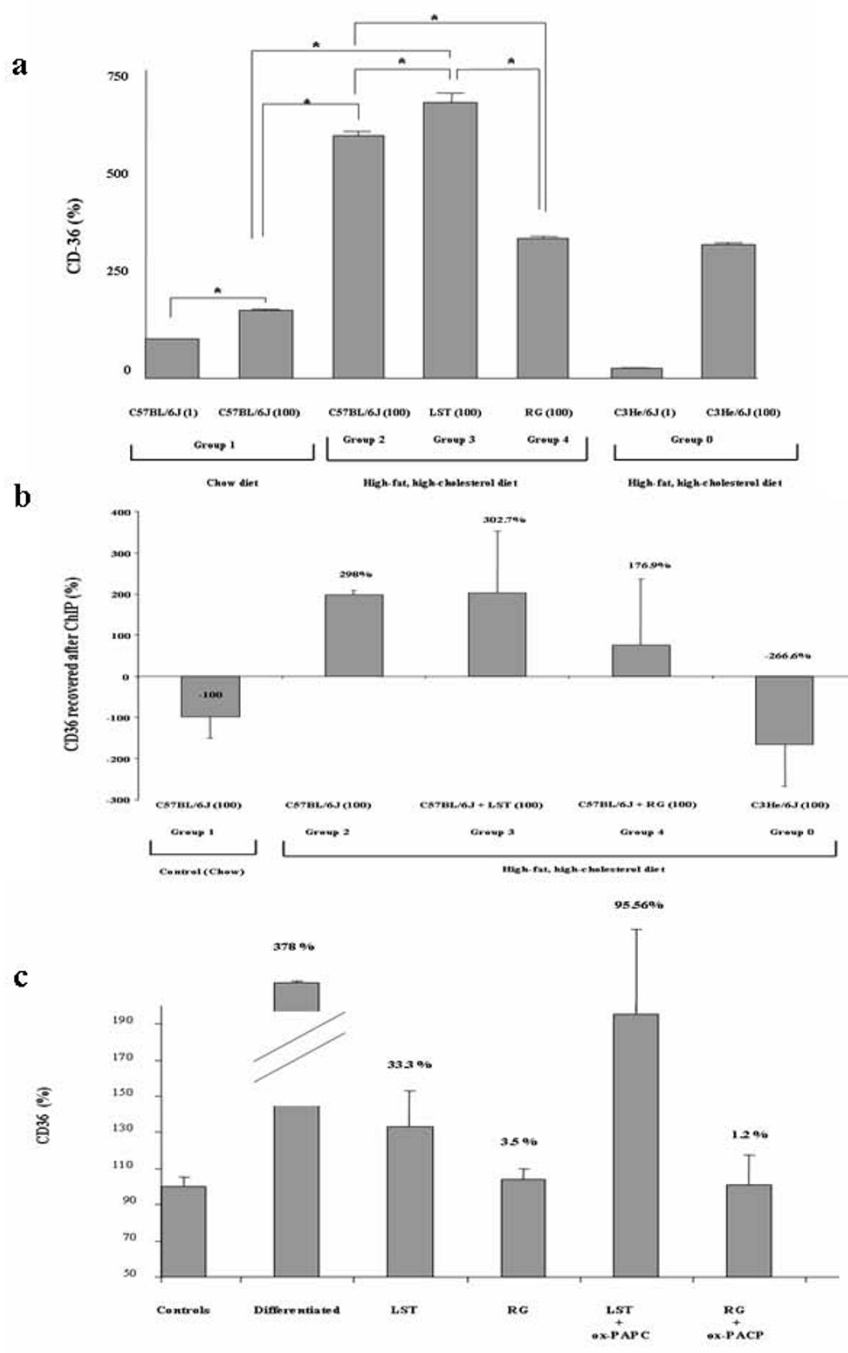 a
CD-36 (%)
750
500
250
0
*
*
*
*
*
*
C57BL/6J (1) C57BL/6J (100) C57BL/6J (100) LST (100) RG (100) C3He/6J (1) C3He/6J (100)
Group 1 Group 2 Group 3 Group 4 Group 0
Chow diet High-fat, high-cholesterol diet High-fat, high-cholesterol diet
b
CD36 recovered after ChIP (%)
400
300
200
100
0
-100
-200
-300
298%
302.7%
176.9%
-266.6%
-100
C57BL/6J (100) C57BL/6J (100) C57BL/6J + LST (100) C57BL/6J + RG (100) C3He/6J (100)
Group 1 Group 2 Group 3 Group 4 Group 0
Control (Chow) High-fat, high-cholesterol diet
c
CD36 (%)
190
170
150
130
110
90
70
50
378 %
33.3 %
3.5 %
95.56%
1.2 %
Controls Differentiated LST RG LST + ox-PAPC RG + ox-PACP